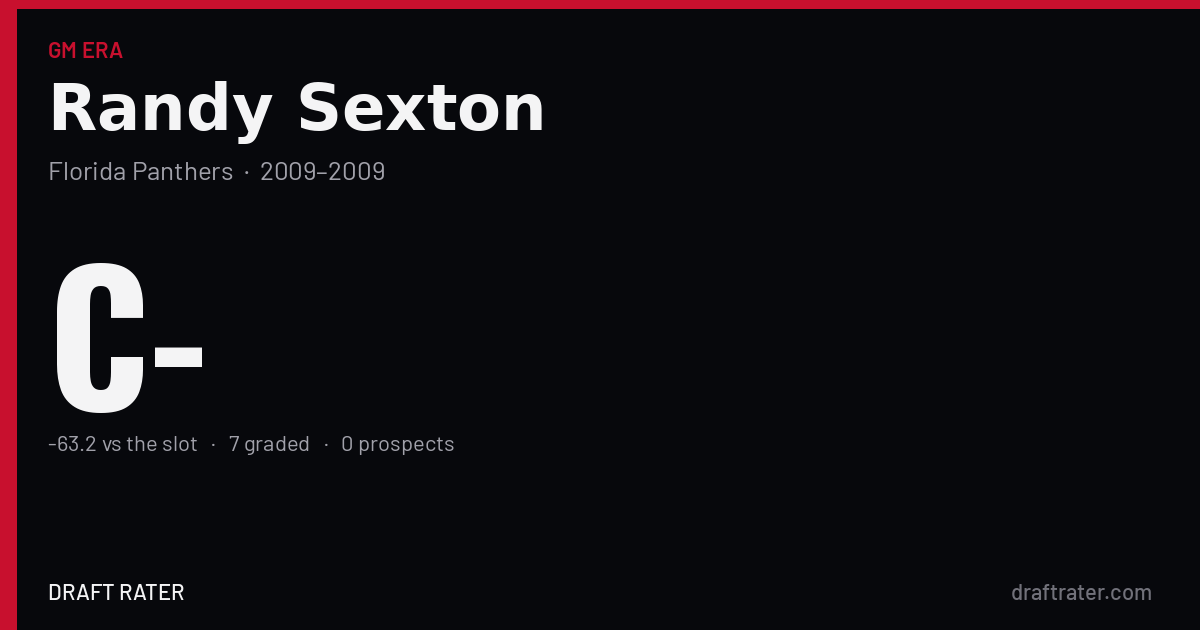 GM ERA
Randy Sexton
Florida Panthers · 2009–2009
C-
-63.2 vs the slot · 7 graded · 0 prospects
DRAFT RATER
draftrater.com